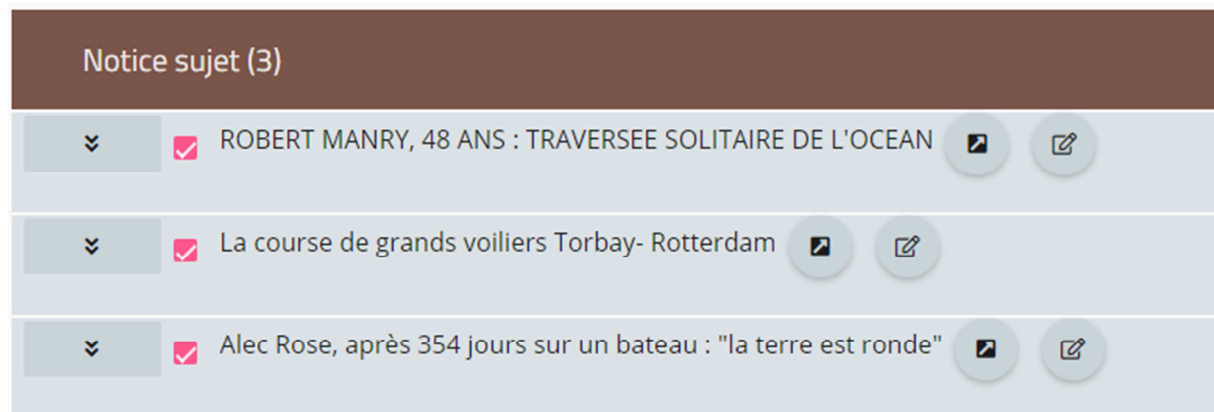 Notice sujet (3)
ROBERT MANRY, 48 ANS : TRAVERSEE SOLITAIRE DE L'OCEAN
La course de grands voiliers Torbay- Rotterdam
Alec Rose, après 354 jours sur un bateau : "la terre est ronde"